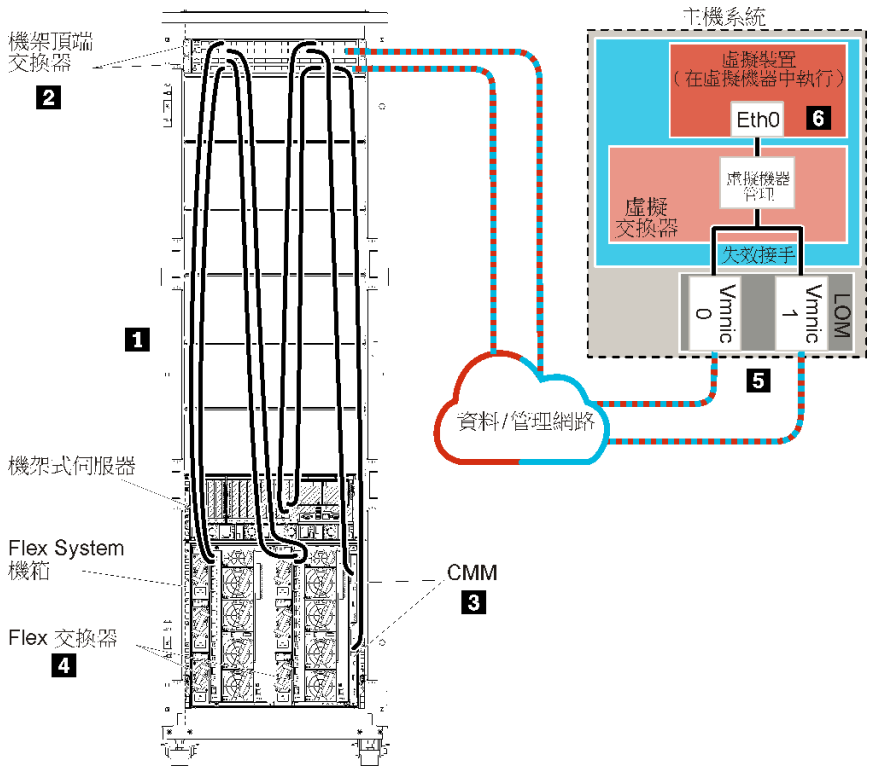 主機系統
機架頂端
交換器
2
虛擬裝置
(在虛擬機器中執行)
Eth0
6
虛擬機器
管理
虛擬
交換器
失效接手
Vmnic
0
Vmnic
1
LOM
5
1
資料/管理網路
機架式伺服器
Flex System
機箱
CMM
3
Flex 交換器
4